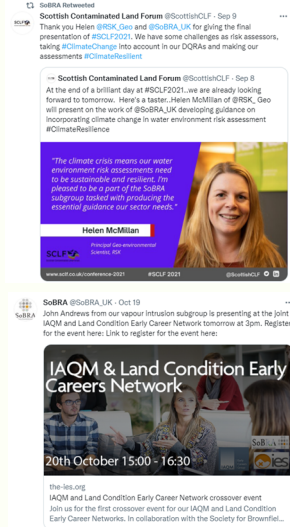 SoBRA Retweeted
Scottish Contaminated Land Forum @ScottishCLF · Sep 9
Thank you Helen @RSK_Geo and @SoBRA_UK for giving the final
presentation of #SCLF2021. We have some challenges as risk assessors,
taking #ClimateChange into account in our DQRAs and making our
assessments #ClimateResilient
Scottish Contaminated Land Forum @ScottishCLF · Sep 8
At the end of a brilliant day at #SCLF2021..we are already looking
forward to tomorrow. Here's a taster..Helen McMillan of @RSK_ Geo
will present on the work of @SoBRA_UK developing guidance on
incorporating climate change in water environment risk assessment
#ClimateResilience
"The climate crisis means our water
environment risk assessments need
to be sustainable and resilient. I'm
pleased to be a part of the SoBRA
subgroup tasked with producing the
essential guidance our sector needs."
Helen McMillan
Principal Geo-environmental
Scientist, RSK
SCLF
www.sclf.co.uk/conference-2021 #SCLF 2021 @ScottishCLF
SoBRA @SoBRA_UK · Oct 19
John Andrews from our vapour intrusion subgroup is presenting at the joint
IAQM and Land Condition Early Career Network tomorrow at 3pm. Register
for the event here: Link to register for the event here:
IAQM & Land Condition Early
Careers Network
20th October 15:00 - 16:30
SoBRA
ies
the-ies.org
IAQM and Land Condition Early Career Network crossover event
Join us for the first crossover event for our IAQM and Land Condition
Early Career Networks. In collaboration with the Society for Brownfiel...